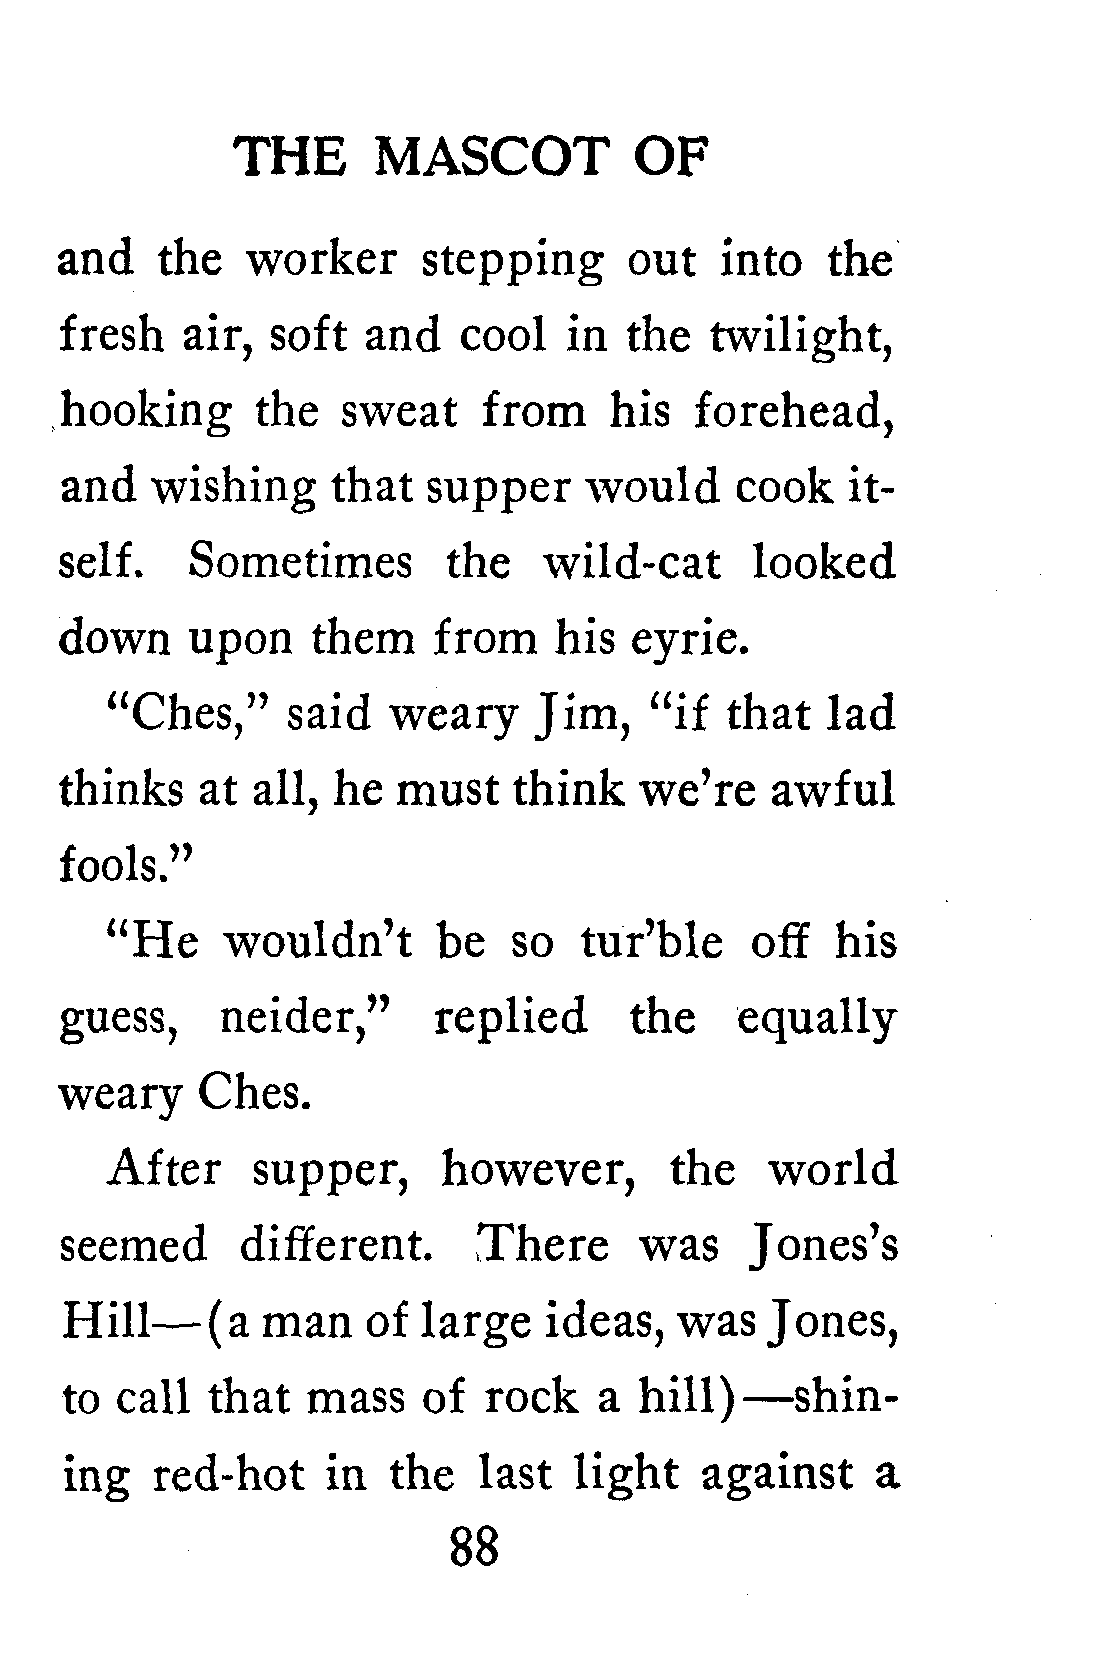 THE MASCOT OF
and the worker stepping out into the
fresh air, soft and cool in the twilight,
hooking the sweat from his forehead,
and wishing that supper would cook it-
self. Sometimes the wild-cat looked
down upon them from his eyrie.
“Ches,” said weary Jim, “if that lad
thinks at all, he must think we’re awful
fools.”
“He wouldn’t be so tur’ble off his
guess, neider,” replied the equally
weary Ches.
After supper, however, the world
seemed different. There was Jones’s
Hill—(a man of large ideas, was Jones,
to call that mass of rock a hill)—shin-
ing red-hot in the last light against a
88